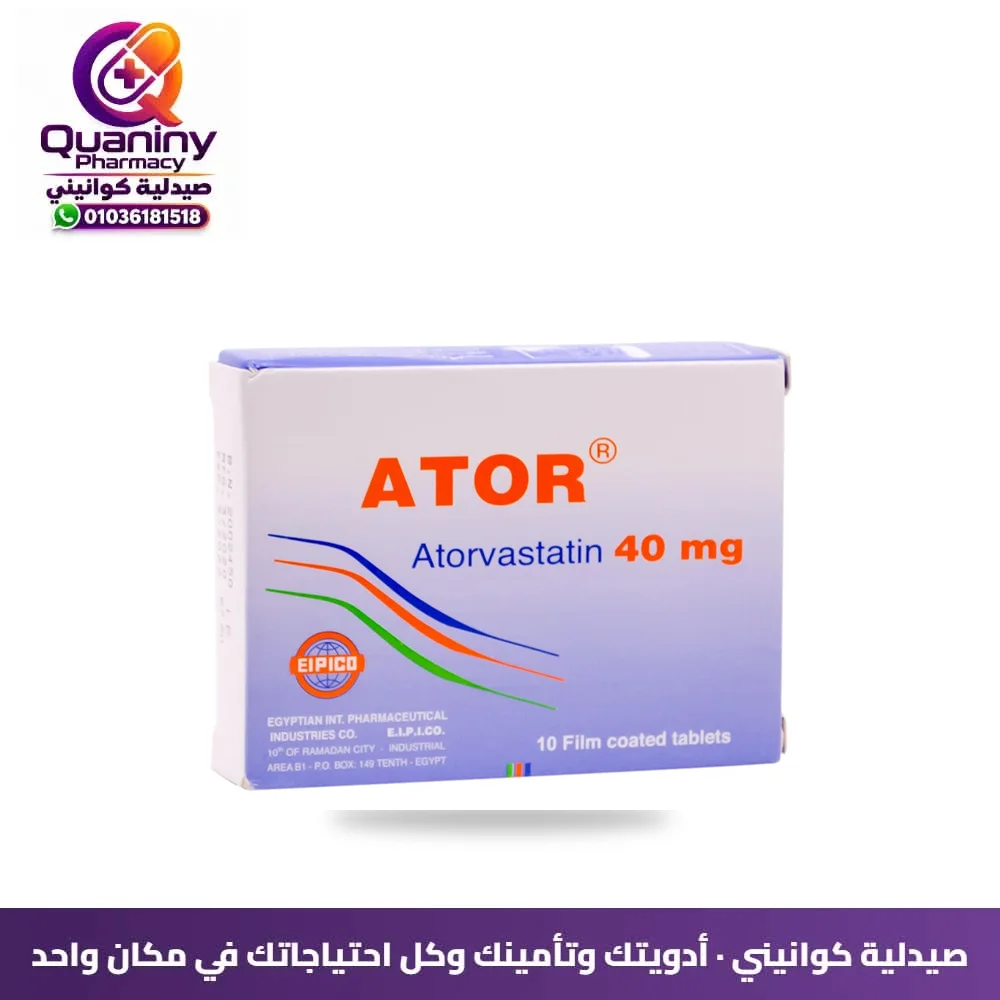 Quaniny
Pharmacy
صيدلية كوانيني
01036181518
ATOR®
Atorvastatin 40 mg
EIPICO
EGYPTIAN INT. PHARMACEUTICAL
INDUSTRIES CO. E.I.P.I.CO.
10th OF RAMADAN CITY - INDUSTRIAL
AREA B1 - P.O. BOX: 149 TENTH - EGYPT
10 Film coated tablets
صيدلية كوانيني · أدويتك وتأمينك وكل احتياجاتك في مكان واحد